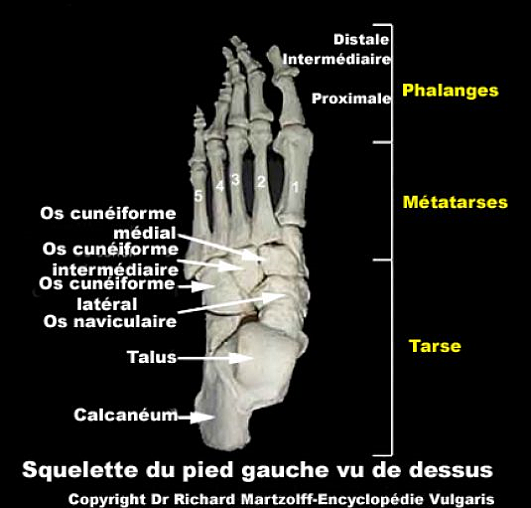 Distale
Intermédiaire
Proximale
Phalanges
1
2
3
4
5
Métatarses
Os cunéiforme
médial
Os cunéiforme
intermédiaire
Os cunéiforme
latéral
Os naviculaire
Talus
Tarse
Calcanéum
Squelette du pied gauche vu de dessus
Copyright Dr Richard Martzolff-Encyclopédie Vulgaris